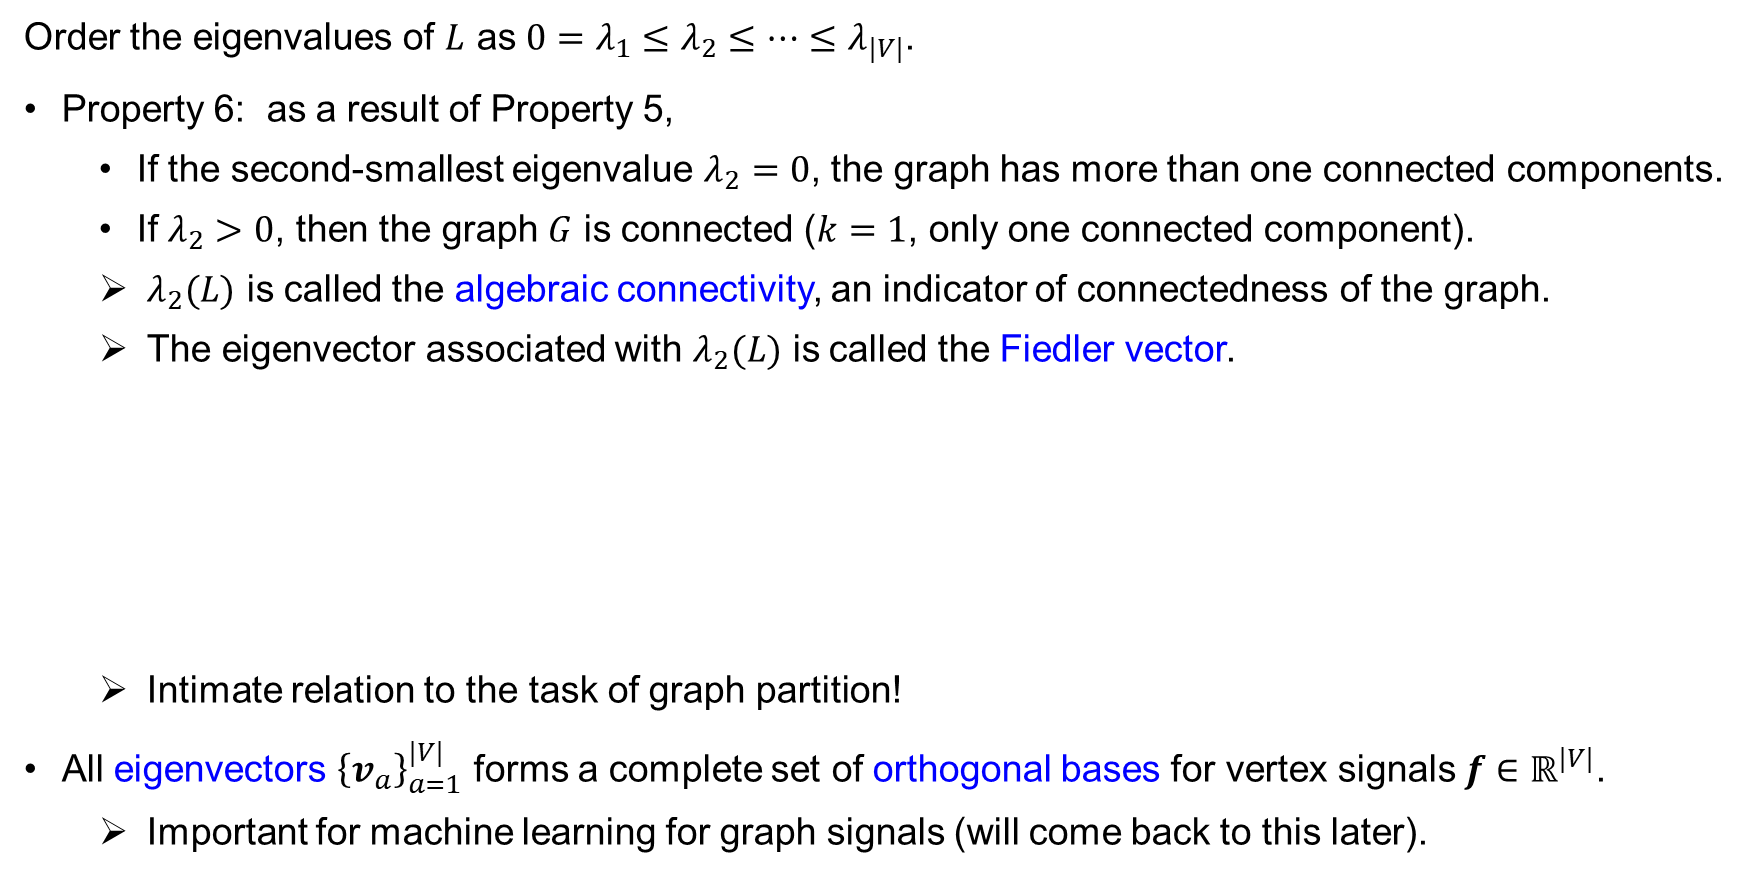 Order the eigenvalues of 𝐿 as 0 = 𝜆₁ ≤ 𝜆₂ ≤ ⋯ ≤ 𝜆_{|𝑉|}.
• Property 6: as a result of Property 5,
• If the second-smallest eigenvalue 𝜆₂ = 0, the graph has more than one connected components.
• If 𝜆₂ > 0, then the graph 𝐺 is connected (𝑘 = 1, only one connected component).
➢ 𝜆₂(𝐿) is called the algebraic connectivity, an indicator of connectedness of the graph.
➢ The eigenvector associated with 𝜆₂(𝐿) is called the Fiedler vector.
➢ Intimate relation to the task of graph partition!
• All eigenvectors {𝒗_𝑎}_{𝑎=1}^{|𝑉|} forms a complete set of orthogonal bases for vertex signals 𝒇 ∈ ℝ^{|𝑉|}.
➢ Important for machine learning for graph signals (will come back to this later).